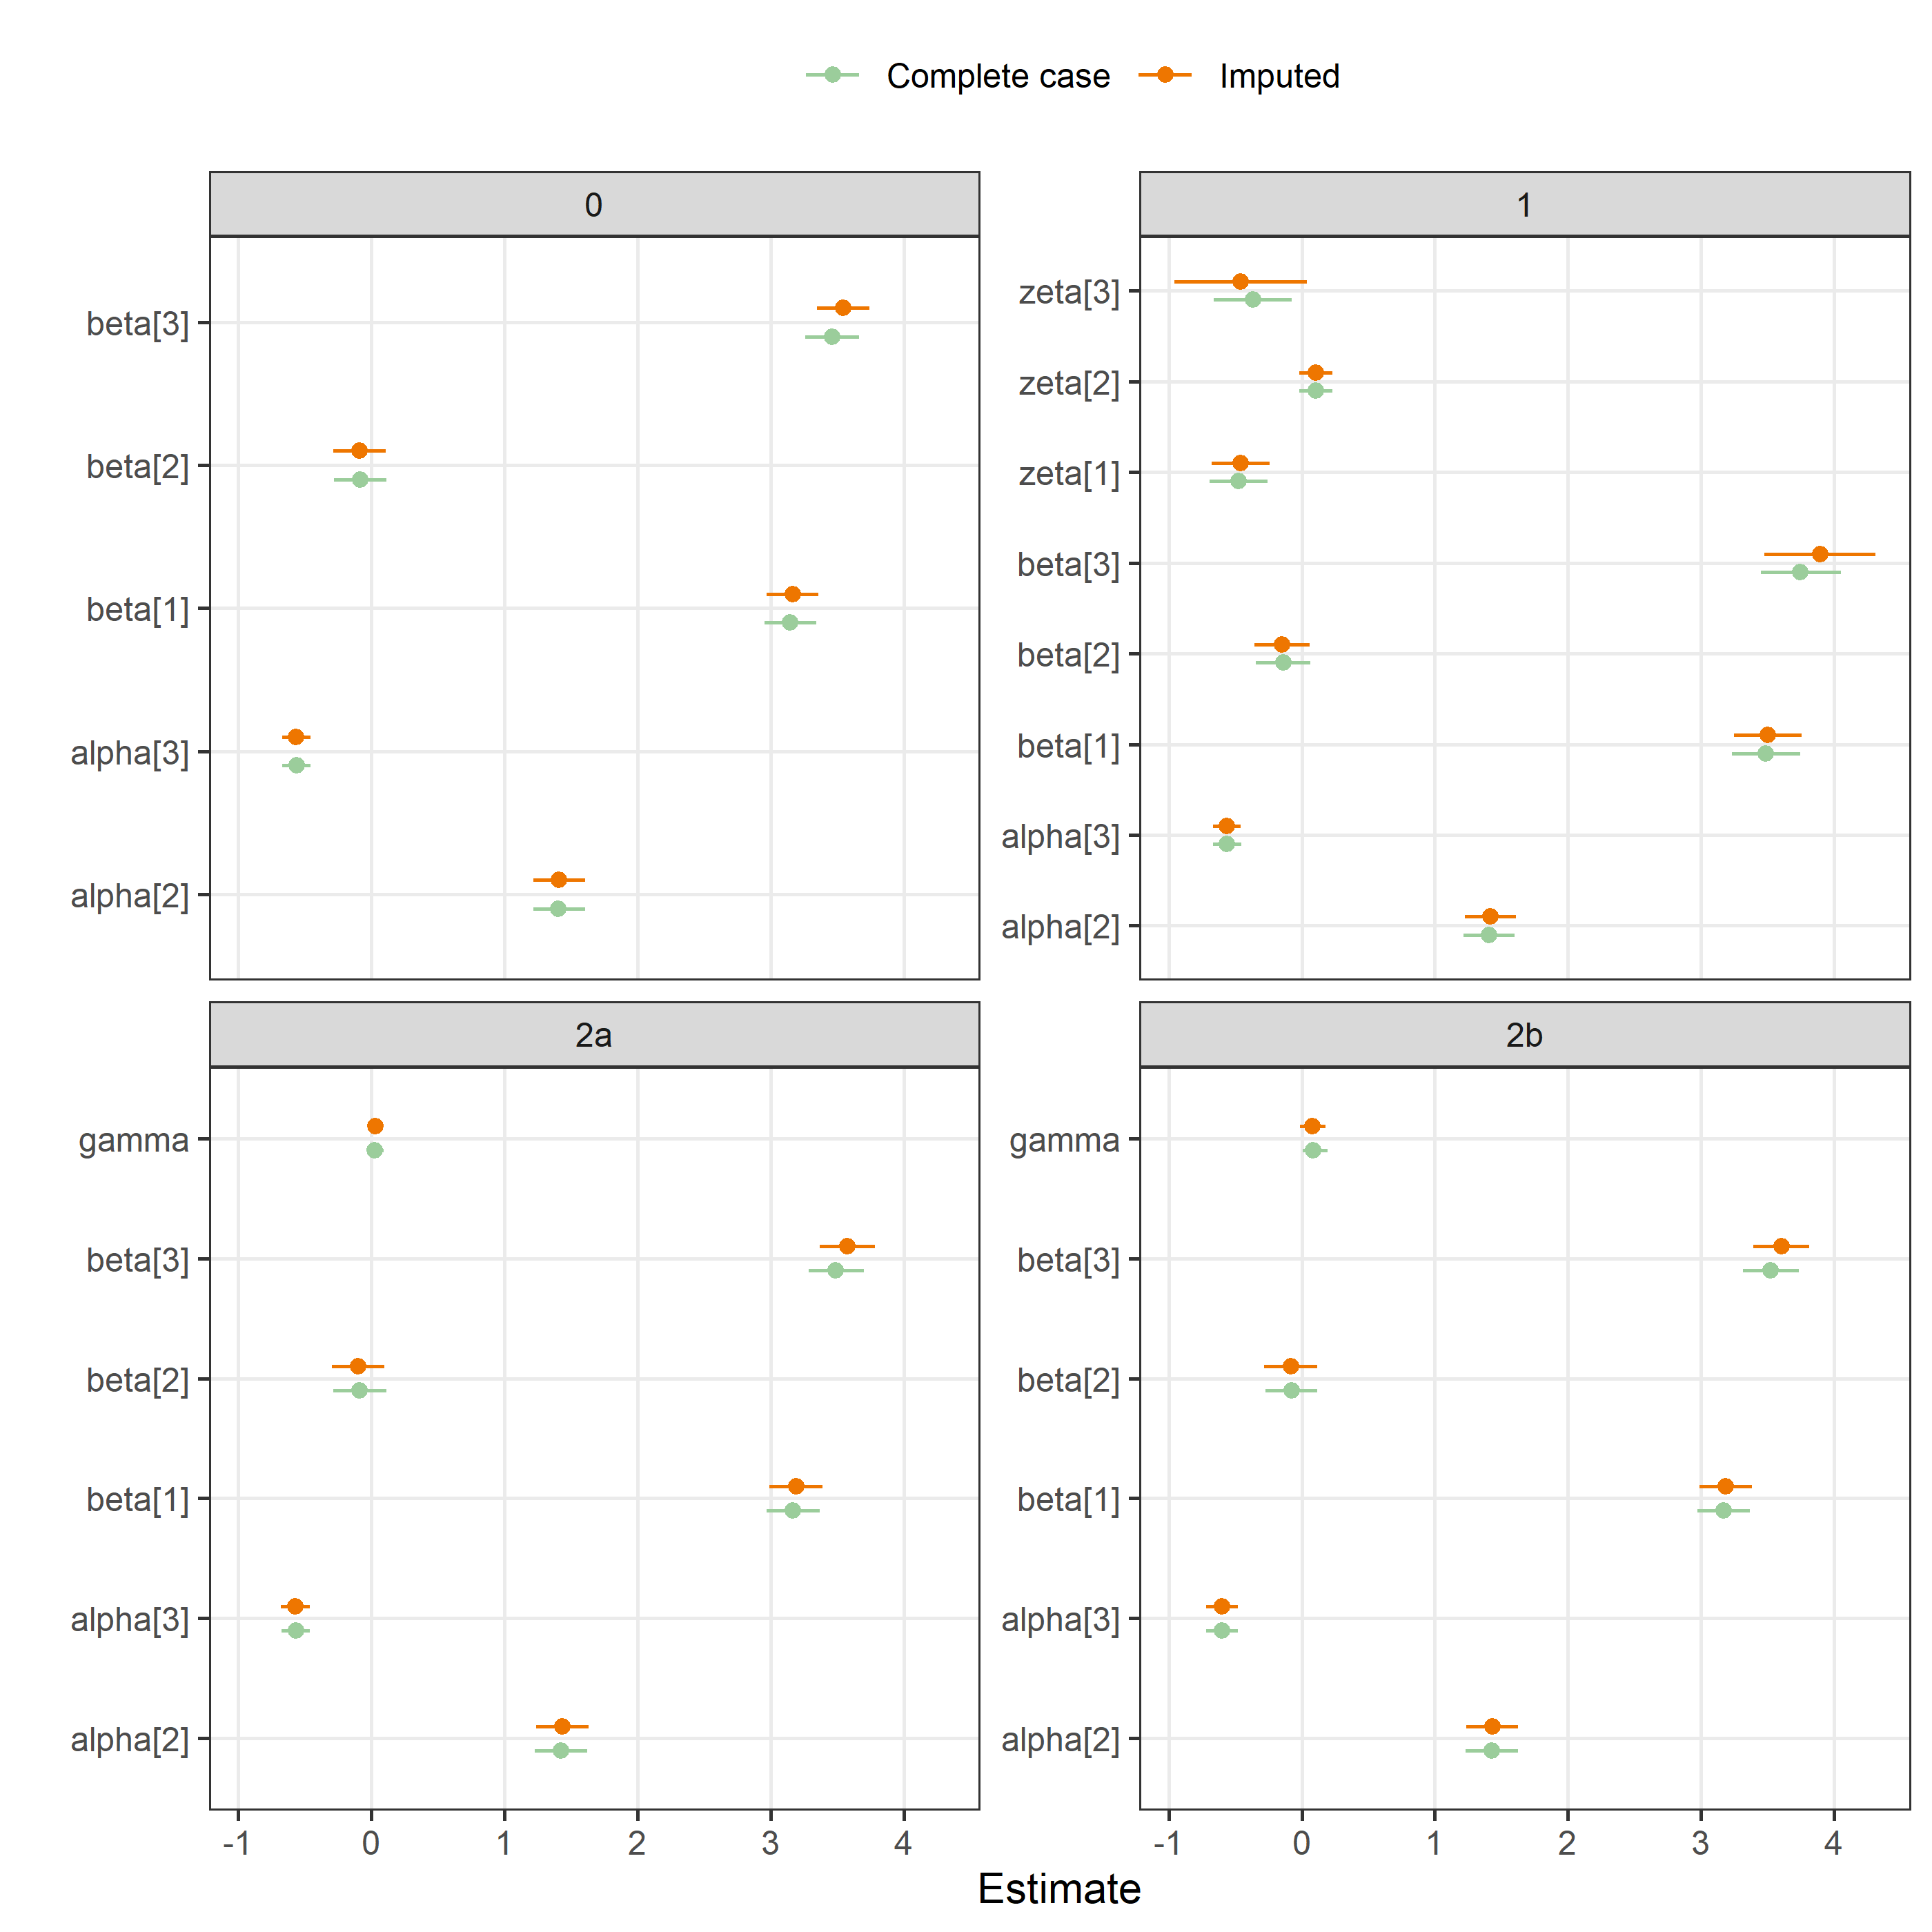 Complete case Imputed
0
beta[3]
beta[2]
beta[1]
alpha[3]
alpha[2]
1
zeta[3]
zeta[2]
zeta[1]
beta[3]
beta[2]
beta[1]
alpha[3]
alpha[2]
2a
gamma
beta[3]
beta[2]
beta[1]
alpha[3]
alpha[2]
-1 0 1 2 3 4
2b
gamma
beta[3]
beta[2]
beta[1]
alpha[3]
alpha[2]
-1 0 1 2 3 4
Estimate